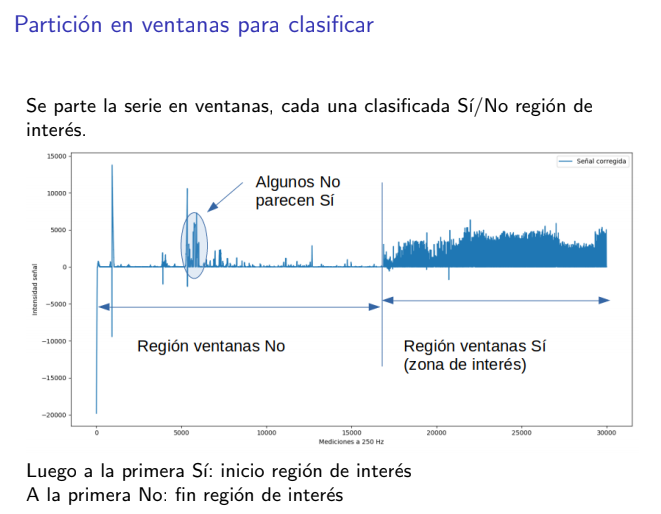 Partición en ventanas para clasificar
Se parte la serie en ventanas, cada una clasificada Sí/No región de
interés.
15000
10000
5000
0
−5000
−10000
−15000
−20000
Intensidad señal
Señal corregida
Algunos No
parecen Sí
Región ventanas No
Región ventanas Sí
(zona de interés)
0
5000
10000
15000
20000
25000
30000
Mediciones a 250 Hz
Luego a la primera Sí: inicio región de interés
A la primera No: fin región de interés